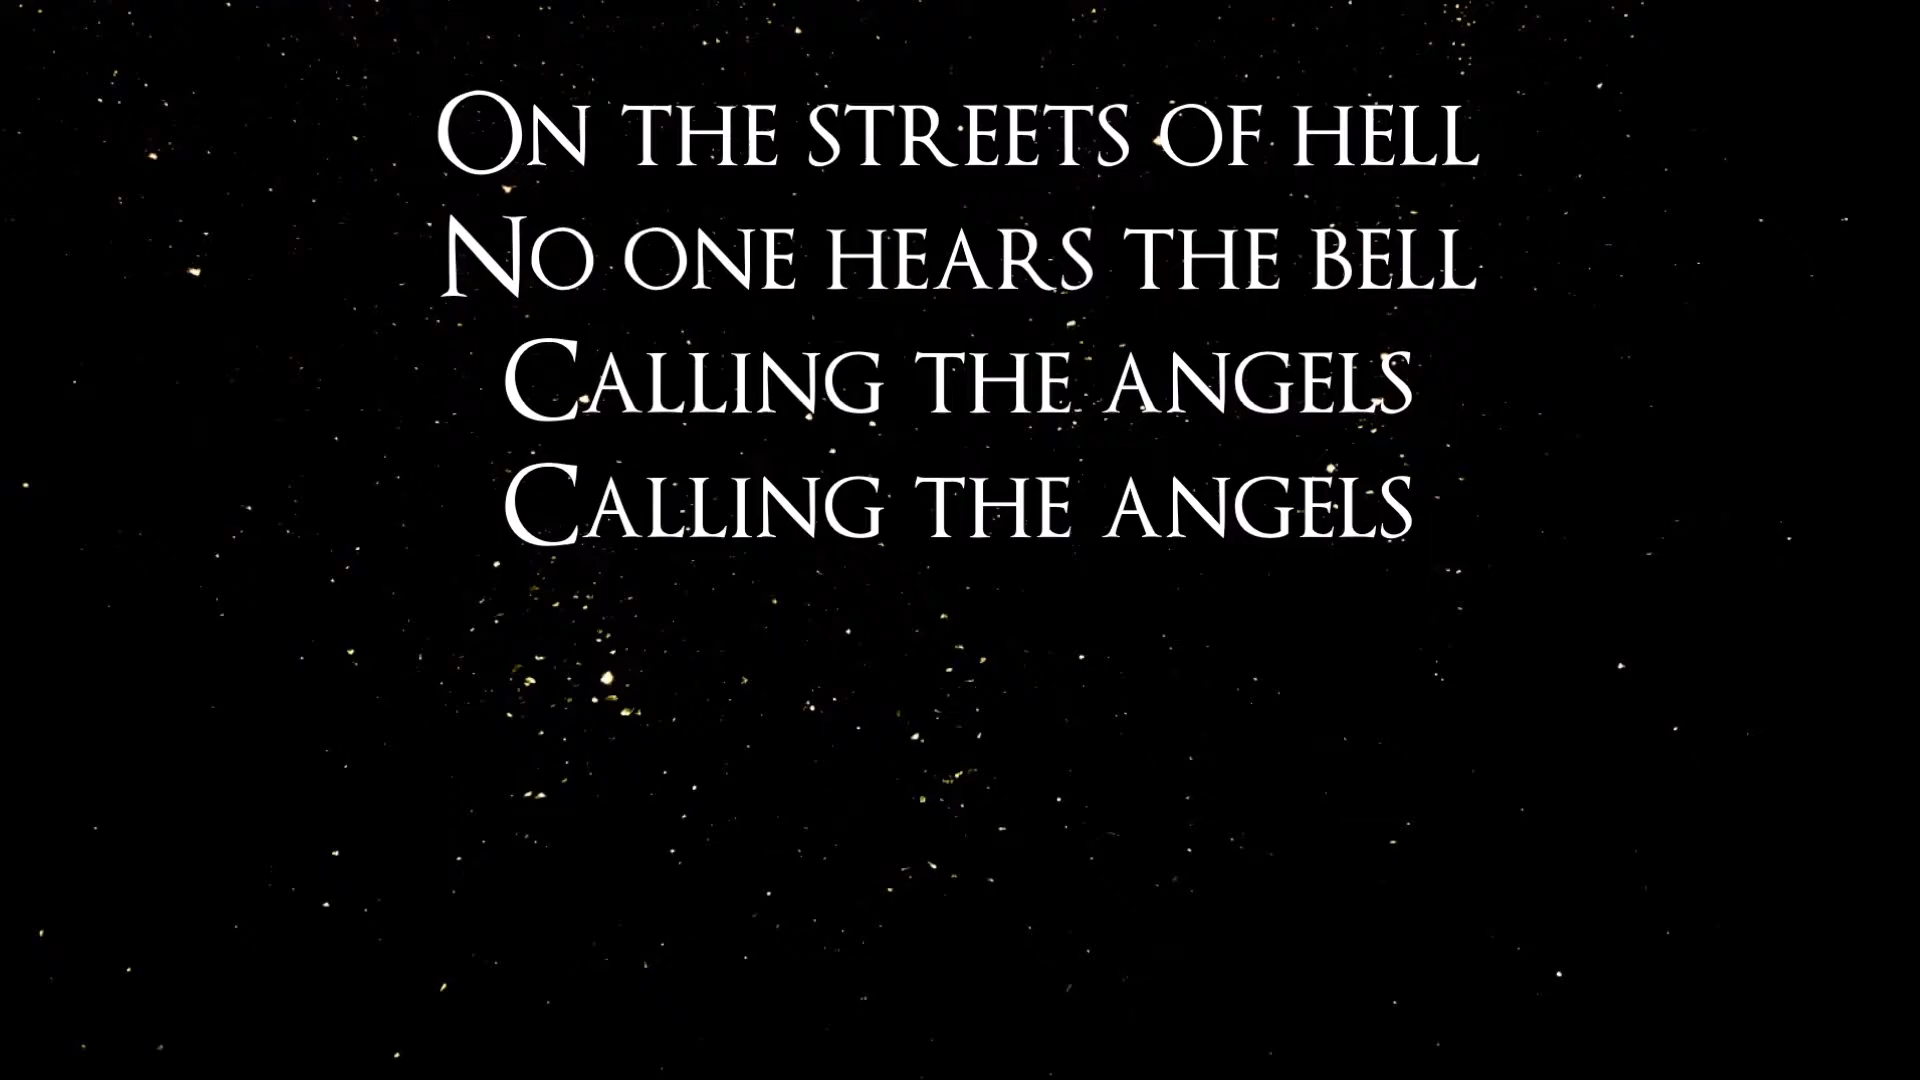 On the streets of hell
No one hears the bell
Calling the angels
Calling the angels